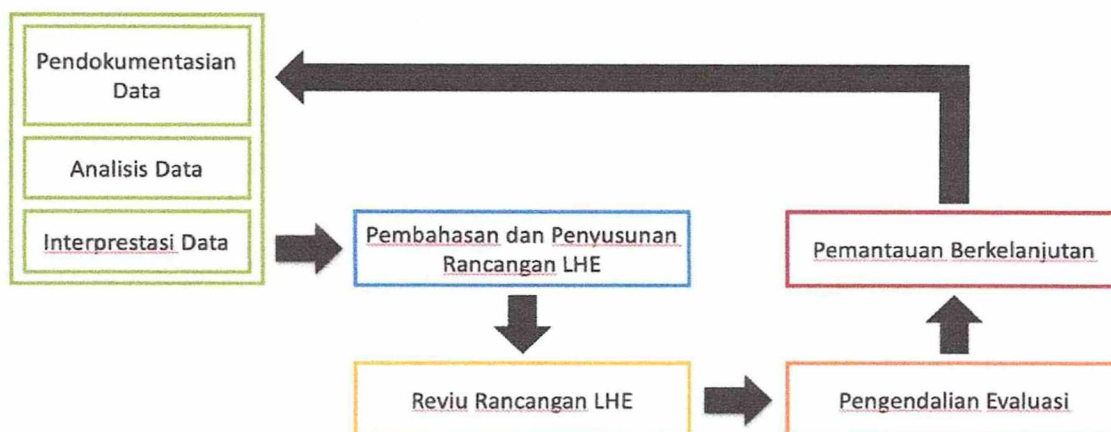 Pendokumentasian
Data
Analisis Data
Interprestasi Data
Pembahasan dan Penyusunan
Rancangan LHE
Pemantauan Berkelanjutan
Reviu Rancangan LHE
Pengendalian Evaluasi